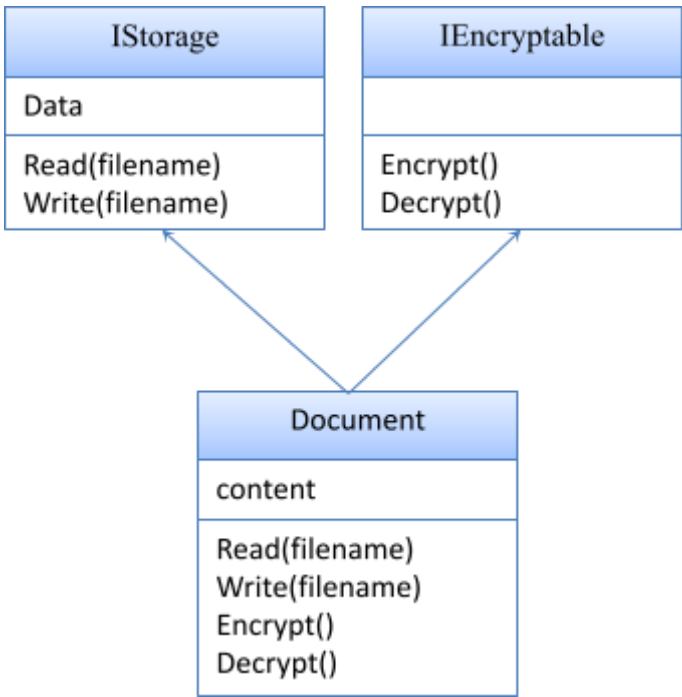 IStorage
Data
Read(filename)
Write(filename)
IEncryptable
Encrypt()
Decrypt()
Document
content
Read(filename)
Write(filename)
Encrypt()
Decrypt()